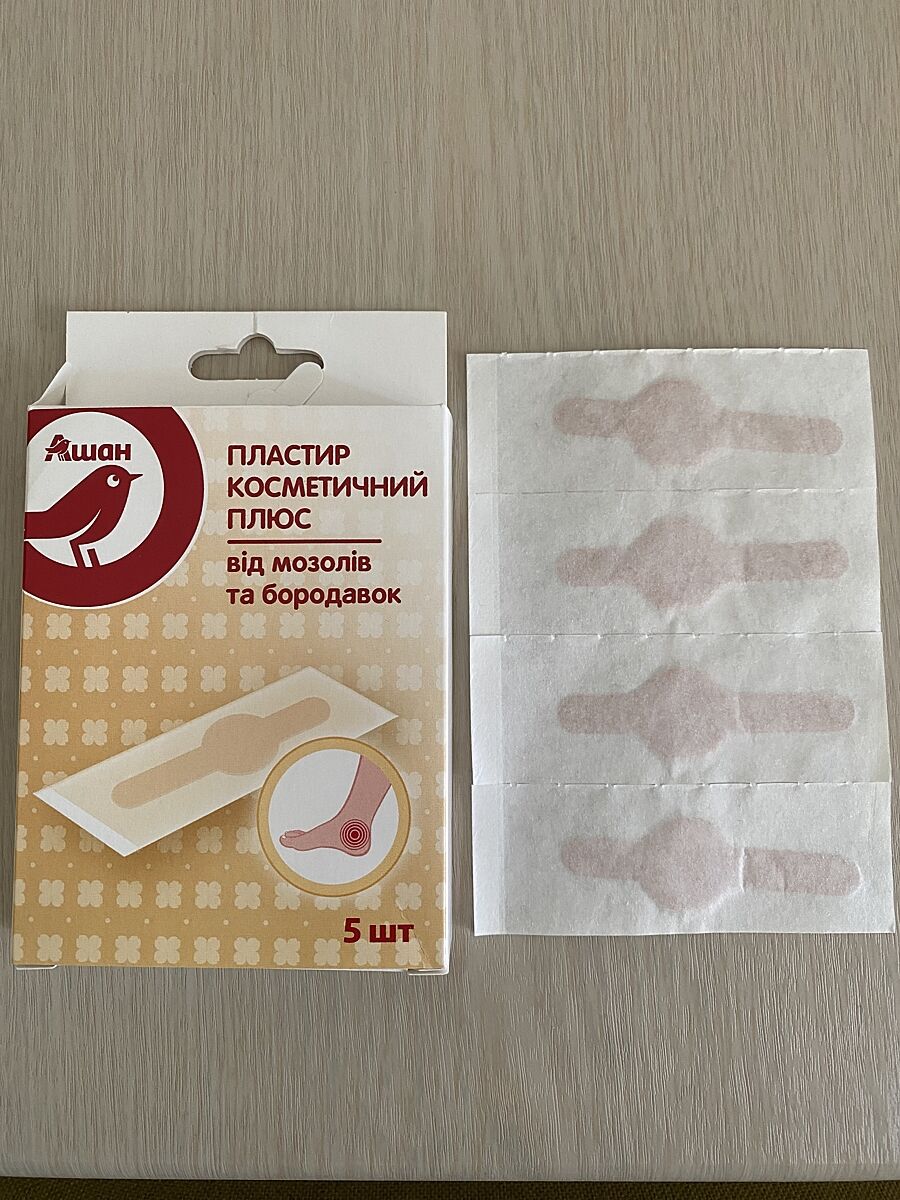 Ашан
ПЛАСТИР
КОСМЕТИЧНИЙ
ПЛЮС
від мозолів
та бородавок
5 шт